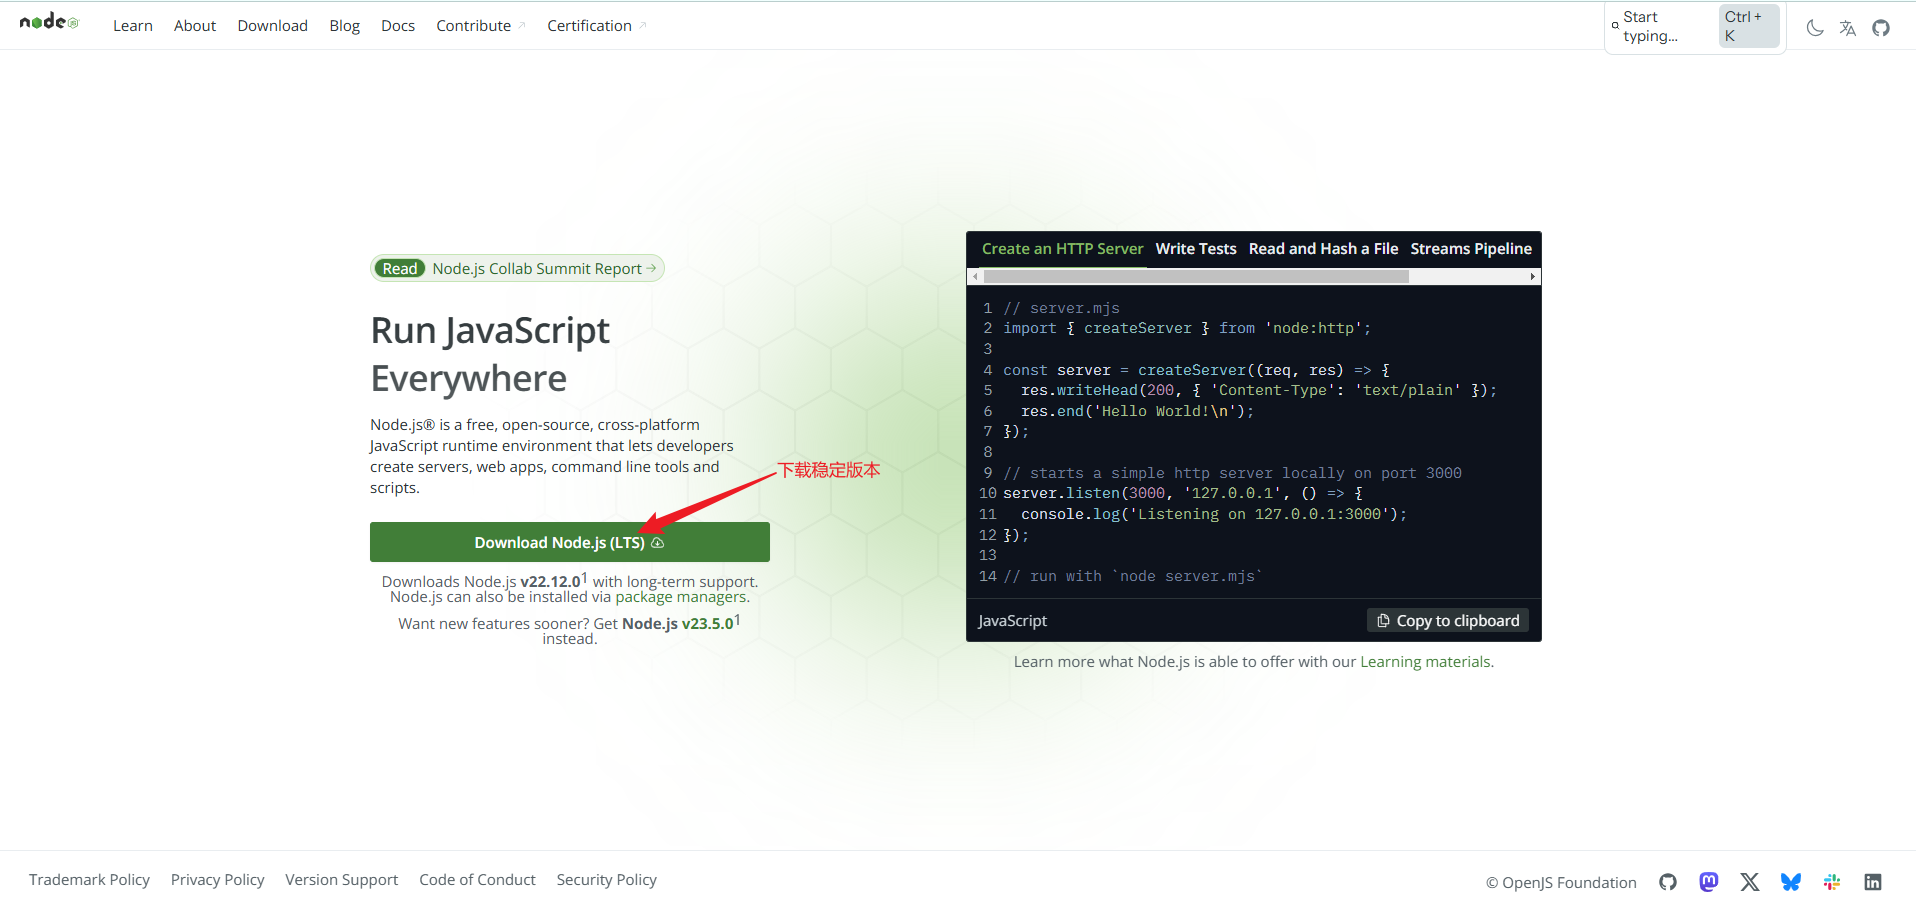 node
Learn About Download Blog Docs Contribute Certification
Start typing...
Ctrl + K
Read Node.js Collab Summit Report
Run JavaScript
Everywhere
Node.js® is a free, open-source, cross-platform
JavaScript runtime environment that lets developers
create servers, web apps, command line tools and
scripts.
下载稳定版本
Download Node.js (LTS)
Downloads Node.js v22.12.0¹ with long-term support.
Node.js can also be installed via package managers.
Want new features sooner? Get Node.js v23.5.0¹
instead.
Create an HTTP Server Write Tests Read and Hash a File Streams Pipeline
1 // server.mjs
2 import { createServer } from 'node:http';
3
4 const server = createServer((req, res) => {
5   res.writeHead(200, { 'Content-Type': 'text/plain' });
6   res.end('Hello World!\n');
7 });
8
9 // starts a simple http server locally on port 3000
10 server.listen(3000, '127.0.0.1', () => {
11   console.log('Listening on 127.0.0.1:3000');
12 });
13
14 // run with `node server.mjs`
JavaScript
Copy to clipboard
Learn more what Node.js is able to offer with our Learning materials.
Trademark Policy Privacy Policy Version Support Code of Conduct Security Policy
© OpenJS Foundation